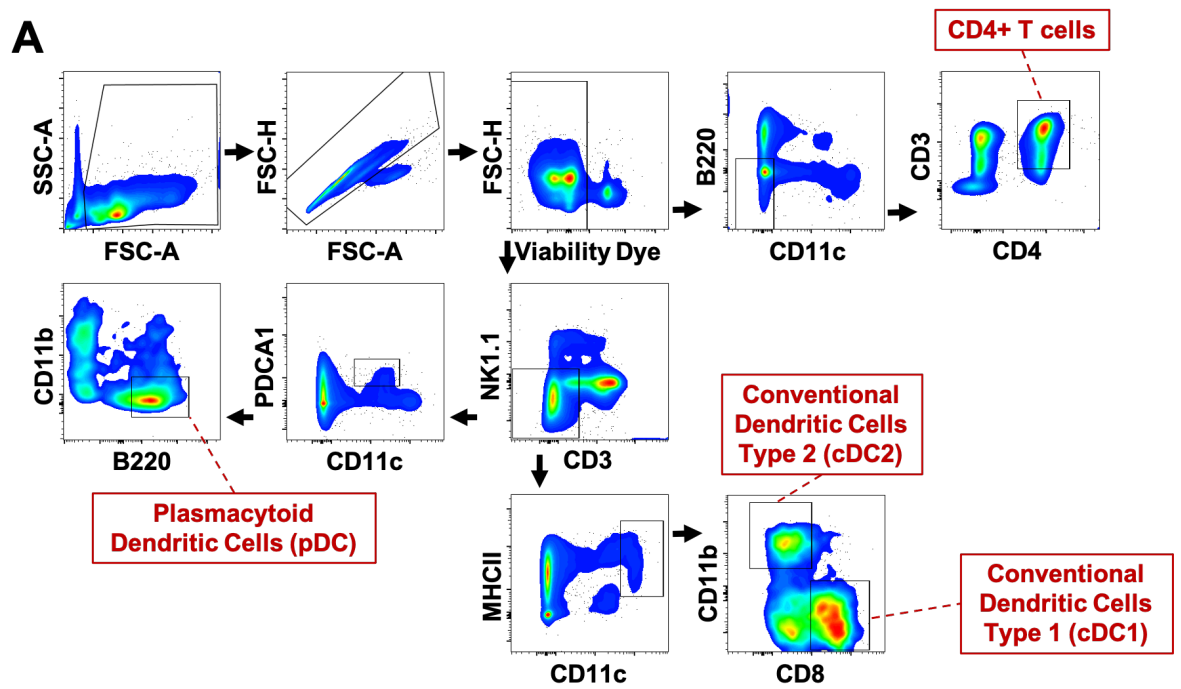 A
CD4+ T cells
SSC-A
FSC-A
FSC-H
FSC-A
FSC-H
Viability Dye
B220
CD11c
CD3
CD4
CD11b
B220
PDCA1
CD11c
NK1.1
CD3
Plasmacytoid
Dendritic Cells (pDC)
Conventional
Dendritic Cells
Type 2 (cDC2)
MHCII
CD11c
CD11b
CD8
Conventional
Dendritic Cells
Type 1 (cDC1)